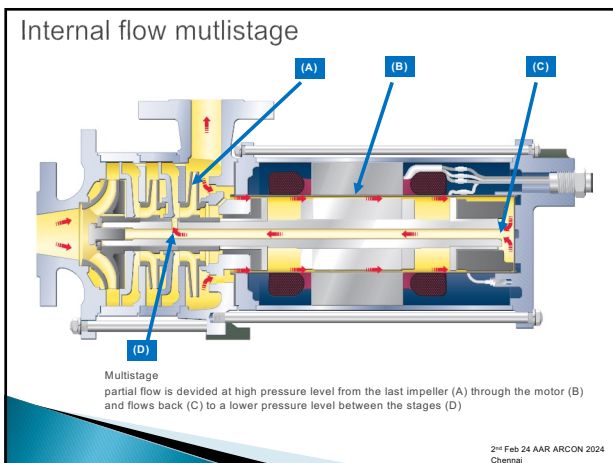 Internal flow mutlistage
(A)
(B)
(C)
(D)
Multistage
partial flow is devided at high pressure level from the last impeller (A) through the motor (B)
and flows back (C) to a lower pressure level between the stages (D)
2nd Feb 24 AAR ARCON 2024
Chennai